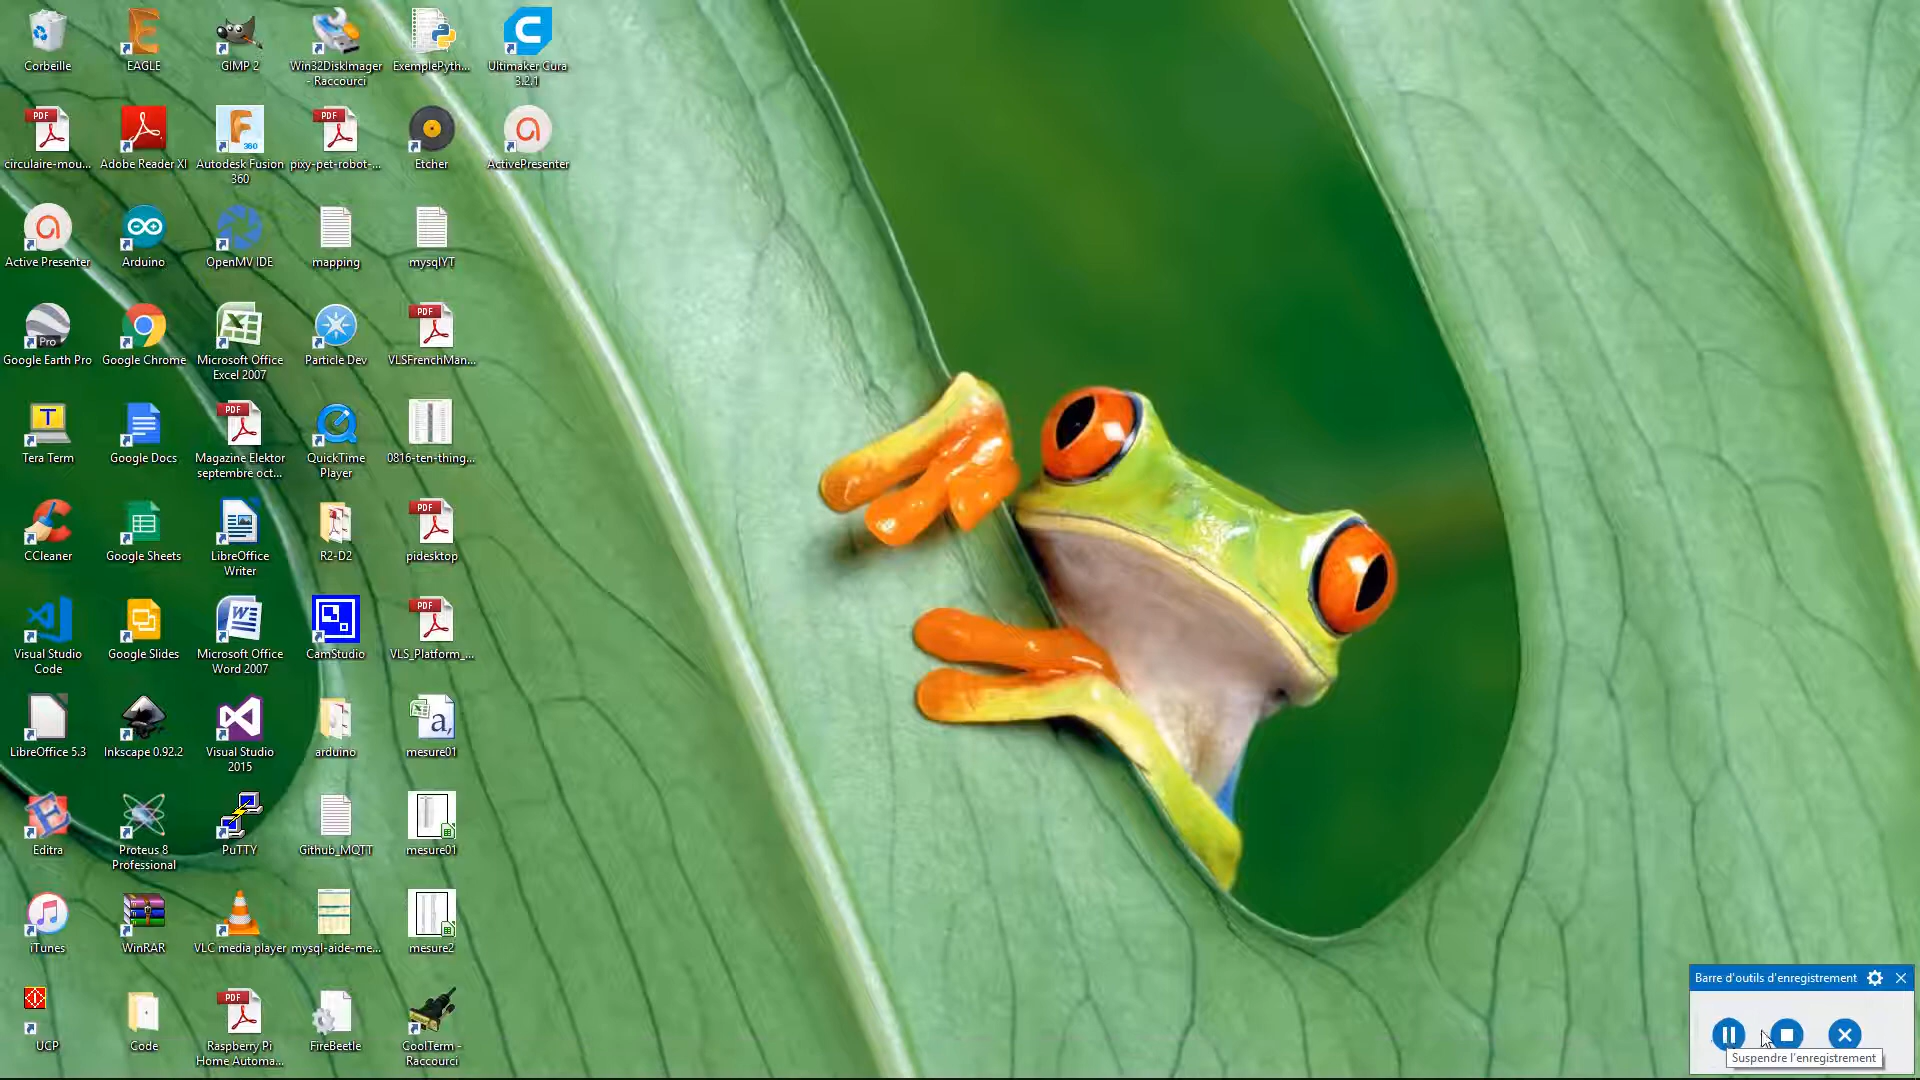 Corbeille
EAGLE
GIMP 2
Win32DiskImager
- Raccourci
ExemplePyth...
Ultimaker Cura
3.2.1
circulaire-mou...
Adobe Reader XI
Autodesk Fusion
360
pixy-pet-robot-...
Etcher
ActivePresenter
Active Presenter
Arduino
OpenMV IDE
mapping
mysqlYT
Google Earth Pro
Google Chrome
Microsoft Office
Excel 2007
Particle Dev
VLSFrenchMan...
Tera Term
Google Docs
Magazine Elektor
septembre oct...
QuickTime
Player
0816-ten-thing...
CCleaner
Google Sheets
LibreOffice
Writer
R2-D2
pidesktop
Visual Studio
Code
Google Slides
Microsoft Office
Word 2007
CamStudio
VLS_Platform_...
LibreOffice 5.3
Inkscape 0.92.2
Visual Studio
2015
arduino
mesure01
Editra
Proteus 8
Professional
PuTTY
Github_MQTT
mesure01
iTunes
WinRAR
VLC media player
mysql-aide-me...
mesure2
UCP
Code
Raspberry Pi
Home Automa...
FireBeetle
CoolTerm -
Raccourci
Barre d'outils d'enregistrement
Suspendre l'enregistrement